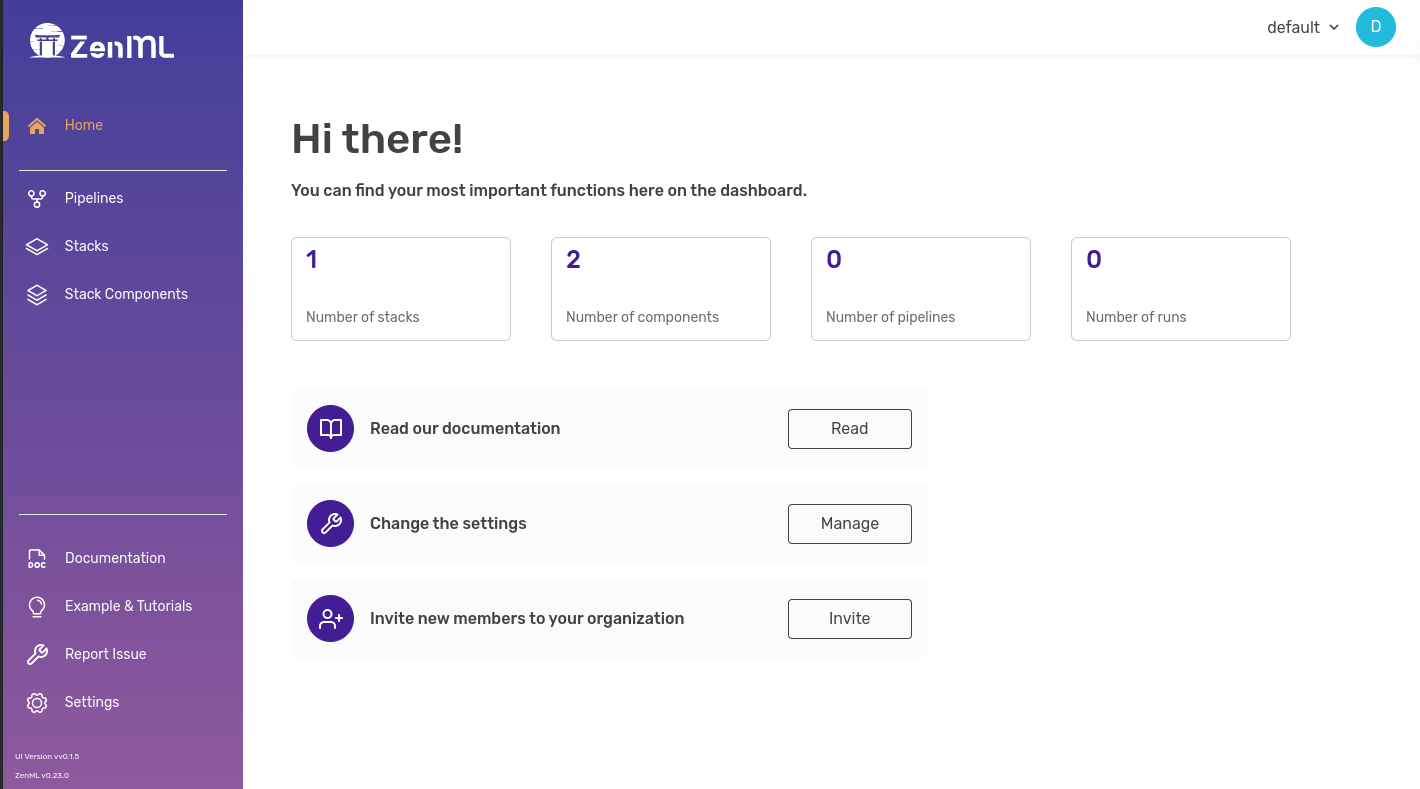 ZenML
default
D
Home
Pipelines
Stacks
Stack Components
Hi there!
You can find your most important functions here on the dashboard.
1
Number of stacks
2
Number of components
0
Number of pipelines
0
Number of runs
Read our documentation
Read
Change the settings
Manage
Invite new members to your organization
Invite
DOC
Documentation
Example & Tutorials
Report Issue
Settings
UI Version vv0.1.5
ZenML v0.23.0